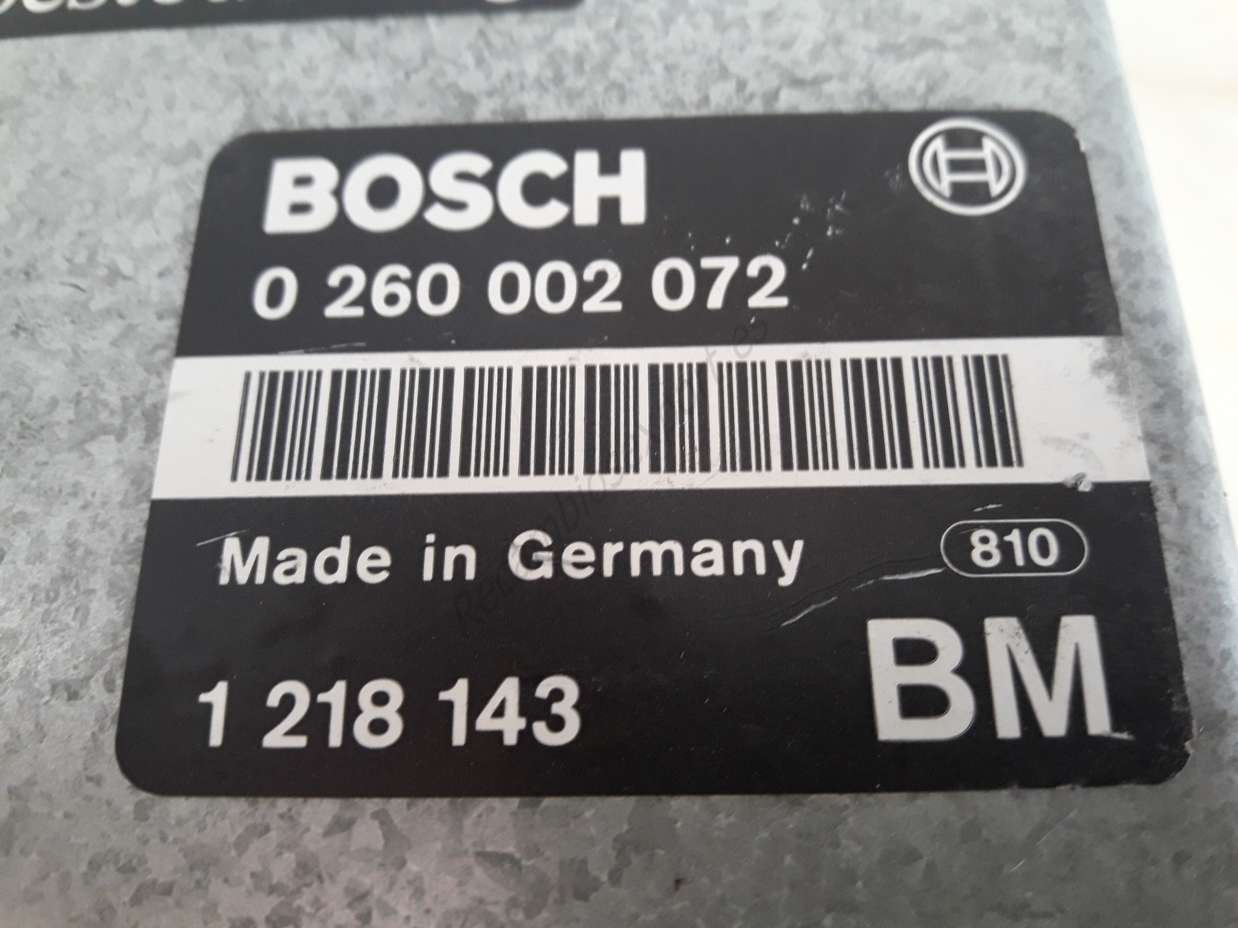 BOSCH
0 260 002 072
Made in Germany
810
1 218 143
BM